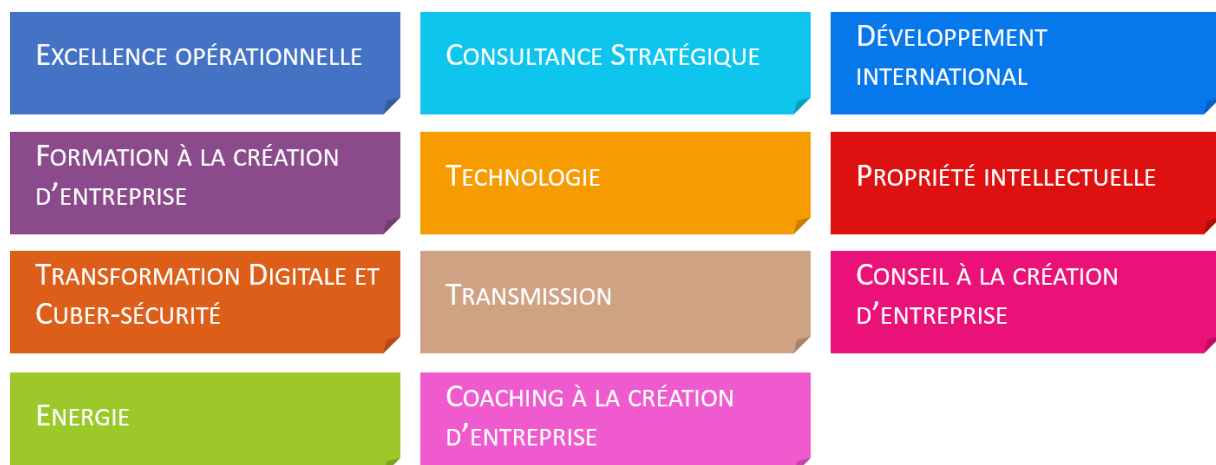 Excellence opérationnelle
Consultance Stratégique
Développement
international
Formation à la création
d'entreprise
Technologie
Propriété intellectuelle
Transformation Digitale et
Cuber-sécurité
Transmission
Conseil à la création
d'entreprise
Energie
Coaching à la création
d'entreprise